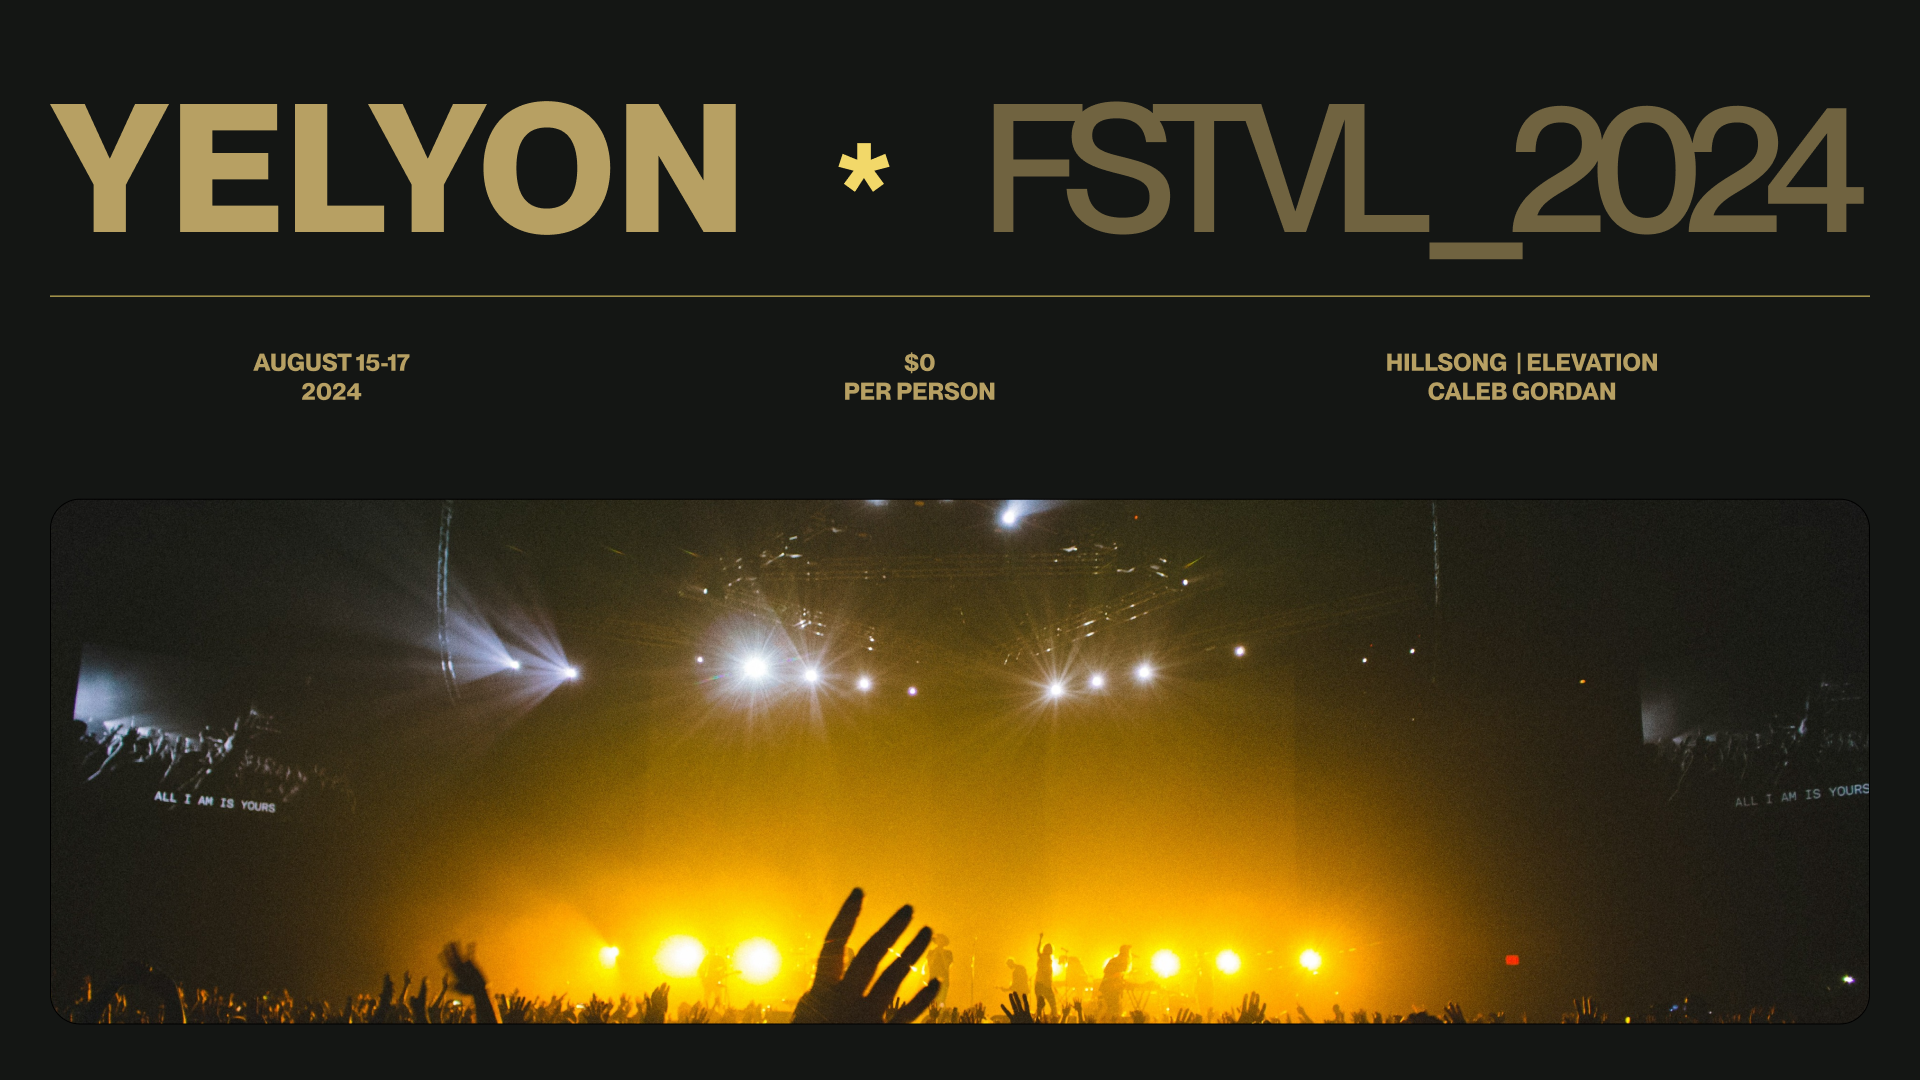 YELYON * FSTVL_2024
AUGUST 15-17
2024
$0
PER PERSON
HILLSONG | ELEVATION
CALEB GORDAN
ALL I AM IS YOURS
ALL I AM IS YOURS